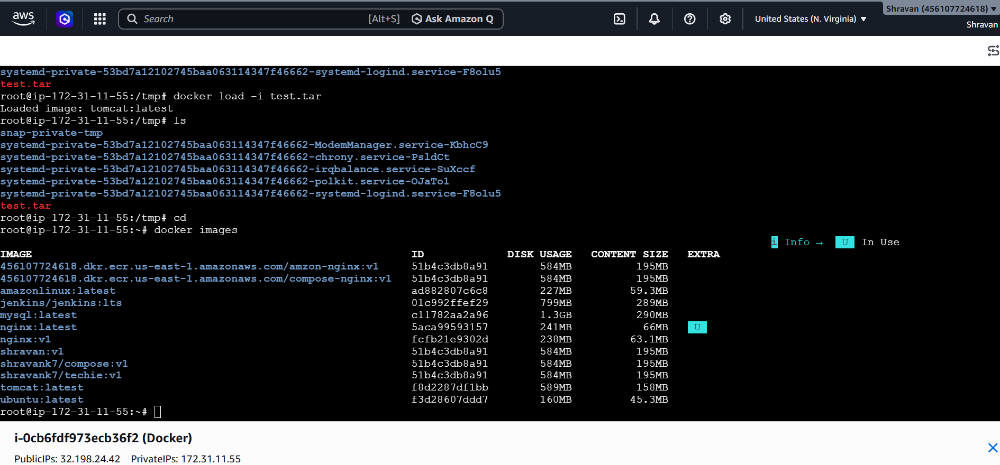 aws
Search [Alt+S] Ask Amazon Q
United States (N. Virginia) ▼
Shravan (456107724618) ▼
Shravan
systemd-private-53bd7a12102745baa063114347f46662-systemd-logind.service-F8olu5
test.tar
root@ip-172-31-11-55:/tmp# docker load -i test.tar
Loaded image: tomcat:latest
root@ip-172-31-11-55:/tmp# ls
snap-private-tmp
systemd-private-53bd7a12102745baa063114347f46662-ModemManager.service-KbhcC9
systemd-private-53bd7a12102745baa063114347f46662-chrony.service-PsldCt
systemd-private-53bd7a12102745baa063114347f46662-irqbalance.service-SuXccf
systemd-private-53bd7a12102745baa063114347f46662-polkit.service-OJaTo1
systemd-private-53bd7a12102745baa063114347f46662-systemd-logind.service-F8olu5
test.tar
root@ip-172-31-11-55:/tmp# cd
root@ip-172-31-11-55:~# docker images
i Info → U In Use
IMAGE ID DISK USAGE CONTENT SIZE EXTRA
456107724618.dkr.ecr.us-east-1.amazonaws.com/amzon-nginx:v1 51b4c3db8a91 584MB 195MB
456107724618.dkr.ecr.us-east-1.amazonaws.com/compose-nginx:v1 51b4c3db8a91 584MB 195MB
amazonlinux:latest ad882807c6c8 227MB 59.3MB
jenkins/jenkins:lts 01c992ffef29 799MB 289MB
mysql:latest c11782aa2a96 1.3GB 290MB
nginx:latest 5aca99593157 241MB 66MB U
nginx:v1 fcfb21e9302d 238MB 63.1MB
shravan:v1 51b4c3db8a91 584MB 195MB
shravank7/compose:v1 51b4c3db8a91 584MB 195MB
shravank7/techie:v1 51b4c3db8a91 584MB 195MB
tomcat:latest f8d2287df1bb 589MB 158MB
ubuntu:latest f3d28607ddd7 160MB 45.3MB
root@ip-172-31-11-55:~#
i-0cb6fdf973ecb36f2 (Docker)
PublicIPs: 32.198.24.42 PrivateIPs: 172.31.11.55